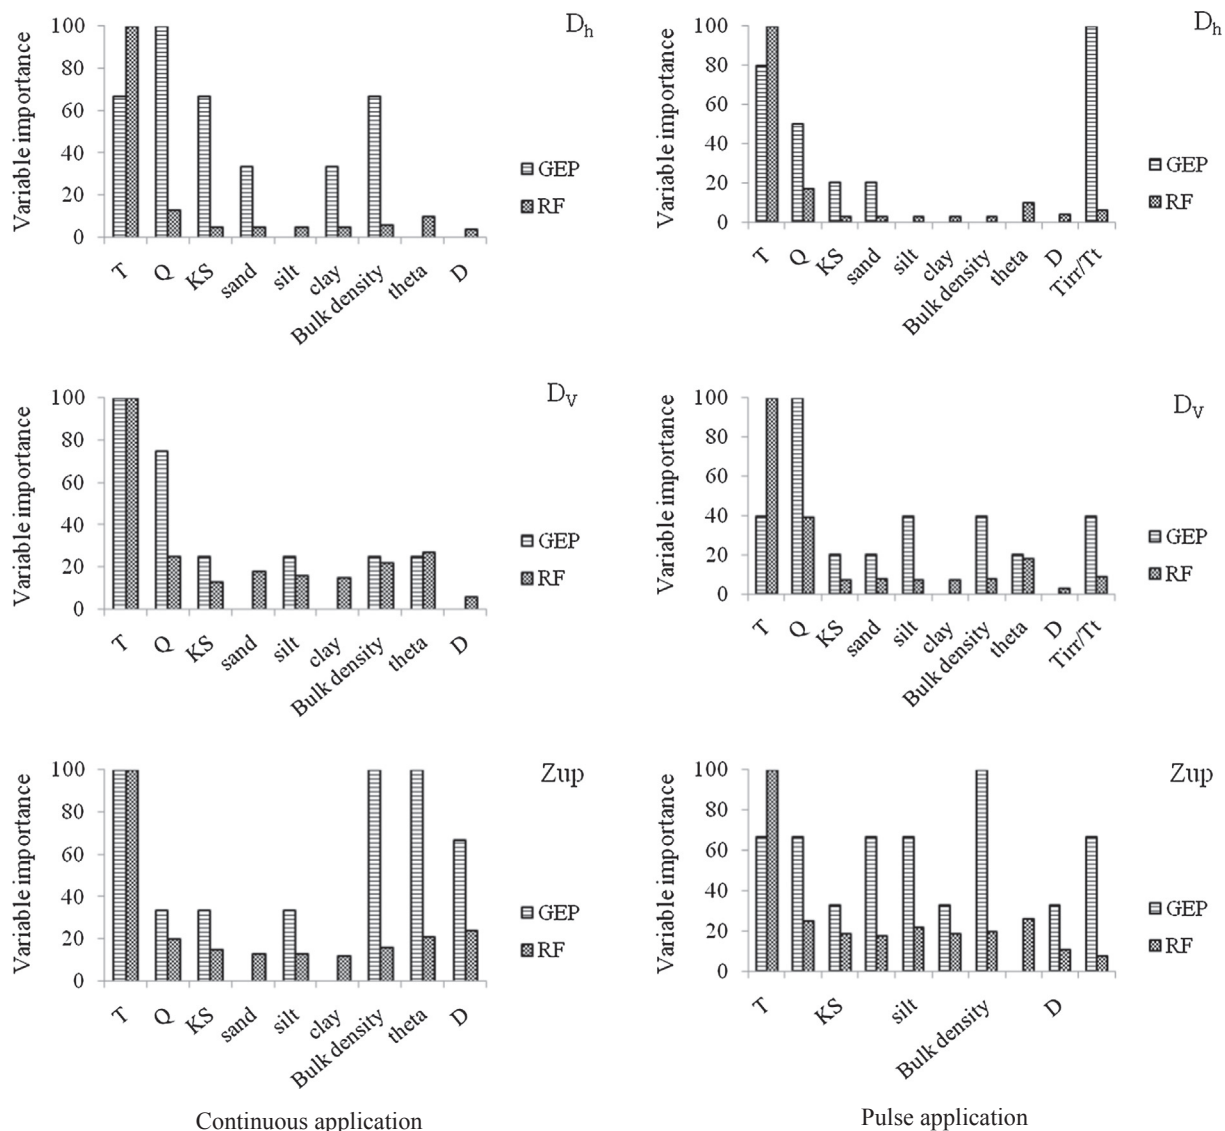 D_h
Variable importance
100
80
60
40
20
0
GEP
RF
T
Q
KS
sand
silt
clay
Bulk density
theta
D
D_h
Variable importance
100
80
60
40
20
0
GEP
RF
T
Q
KS
sand
silt
clay
Bulk density
theta
D
Tirr/Tt
D_V
Variable importance
100
80
60
40
20
0
GEP
RF
T
Q
KS
sand
silt
clay
Bulk density
theta
D
D_V
Variable importance
100
80
60
40
20
0
GEP
RF
T
Q
KS
sand
silt
clay
Bulk density
theta
D
Tirr/Tt
Zup
Variable importance
100
80
60
40
20
0
GEP
RF
T
Q
KS
sand
silt
clay
Bulk density
theta
D
Zup
Variable importance
100
80
60
40
20
0
GEP
RF
T
KS
silt
Bulk density
D
Continuous application
Pulse application